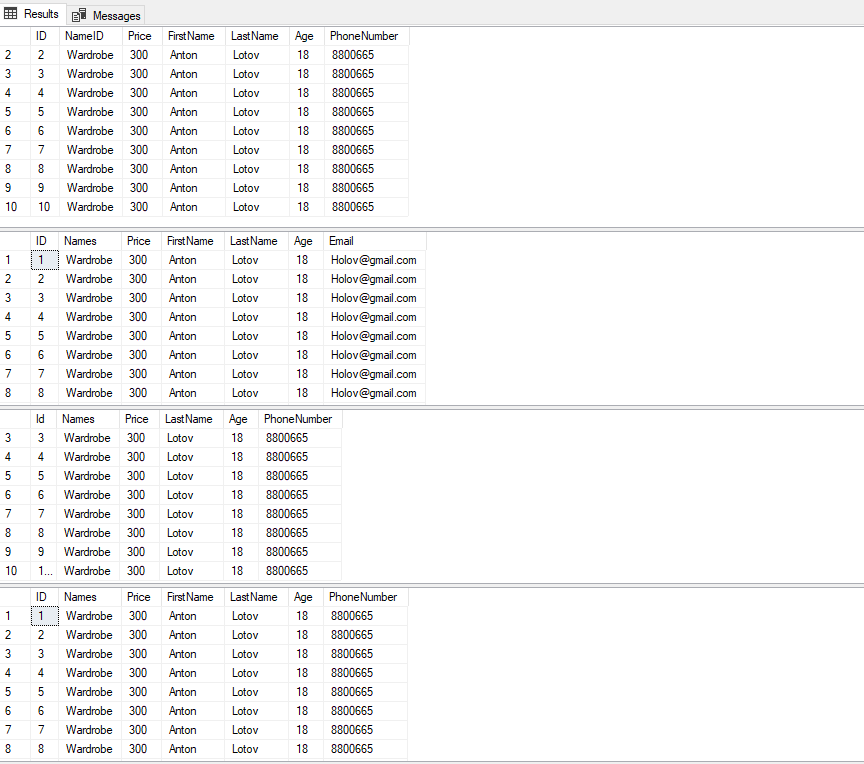 Results Messages
ID NameID Price FirstName LastName Age PhoneNumber
2 2 Wardrobe 300 Anton Lotov 18 8800665
3 3 Wardrobe 300 Anton Lotov 18 8800665
4 4 Wardrobe 300 Anton Lotov 18 8800665
5 5 Wardrobe 300 Anton Lotov 18 8800665
6 6 Wardrobe 300 Anton Lotov 18 8800665
7 7 Wardrobe 300 Anton Lotov 18 8800665
8 8 Wardrobe 300 Anton Lotov 18 8800665
9 9 Wardrobe 300 Anton Lotov 18 8800665
10 10 Wardrobe 300 Anton Lotov 18 8800665
ID Names Price FirstName LastName Age Email
1 1 Wardrobe 300 Anton Lotov 18 Holov@gmail.com
2 2 Wardrobe 300 Anton Lotov 18 Holov@gmail.com
3 3 Wardrobe 300 Anton Lotov 18 Holov@gmail.com
4 4 Wardrobe 300 Anton Lotov 18 Holov@gmail.com
5 5 Wardrobe 300 Anton Lotov 18 Holov@gmail.com
6 6 Wardrobe 300 Anton Lotov 18 Holov@gmail.com
7 7 Wardrobe 300 Anton Lotov 18 Holov@gmail.com
8 8 Wardrobe 300 Anton Lotov 18 Holov@gmail.com
Id Names Price LastName Age PhoneNumber
3 3 Wardrobe 300 Lotov 18 8800665
4 4 Wardrobe 300 Lotov 18 8800665
5 5 Wardrobe 300 Lotov 18 8800665
6 6 Wardrobe 300 Lotov 18 8800665
7 7 Wardrobe 300 Lotov 18 8800665
8 8 Wardrobe 300 Lotov 18 8800665
9 9 Wardrobe 300 Lotov 18 8800665
10 1... Wardrobe 300 Lotov 18 8800665
ID Names Price FirstName LastName Age PhoneNumber
1 1 Wardrobe 300 Anton Lotov 18 8800665
2 2 Wardrobe 300 Anton Lotov 18 8800665
3 3 Wardrobe 300 Anton Lotov 18 8800665
4 4 Wardrobe 300 Anton Lotov 18 8800665
5 5 Wardrobe 300 Anton Lotov 18 8800665
6 6 Wardrobe 300 Anton Lotov 18 8800665
7 7 Wardrobe 300 Anton Lotov 18 8800665
8 8 Wardrobe 300 Anton Lotov 18 8800665